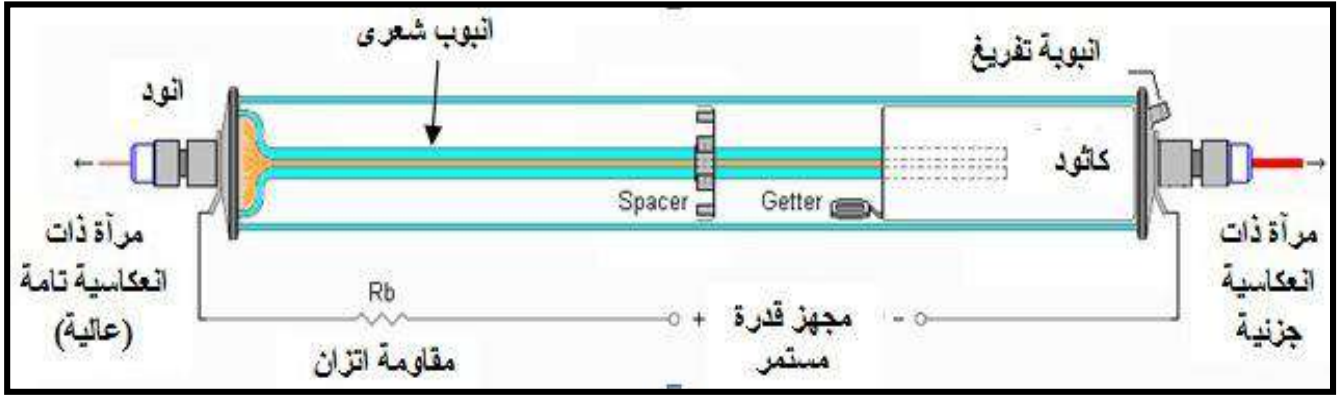 انبوب شعرى
انبوبة تفريغ
انود
كاثود
Spacer
Getter
مرآة ذات
انعكاسية تامة
(عالية)
مرآة ذات
انعكاسية
جزئية
Rb
مقاومة اتزان
+
مجهز قدرة
مستمر
-